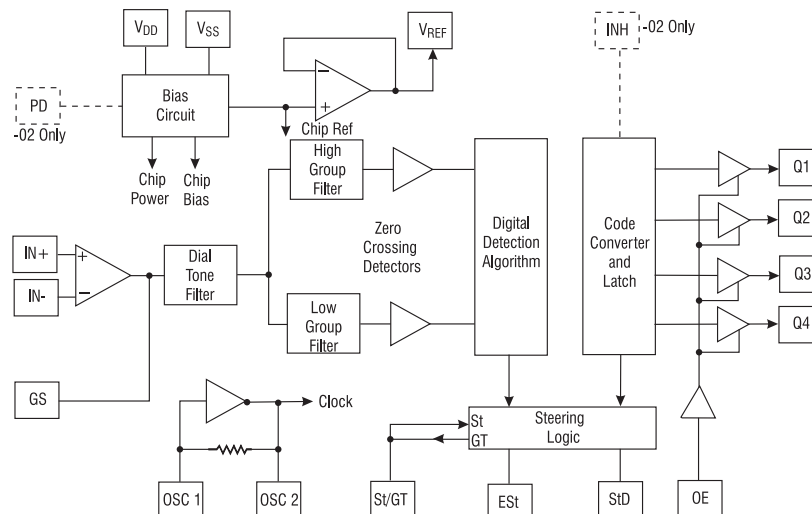 VDD
VSS
VREF
INH
-02 Only
PD
-02 Only
Bias
Circuit
−
+
Chip Ref
Chip
Power
Chip
Bias
High
Group
Filter
Zero
Crossing
Detectors
Digital
Detection
Algorithm
Code
Converter
and
Latch
Q1
Q2
Q3
Q4
IN+
IN-
+
−
Dial
Tone
Filter
Low
Group
Filter
GS
Clock
St
GT
Steering
Logic
OSC 1
OSC 2
St/GT
ESt
StD
OE